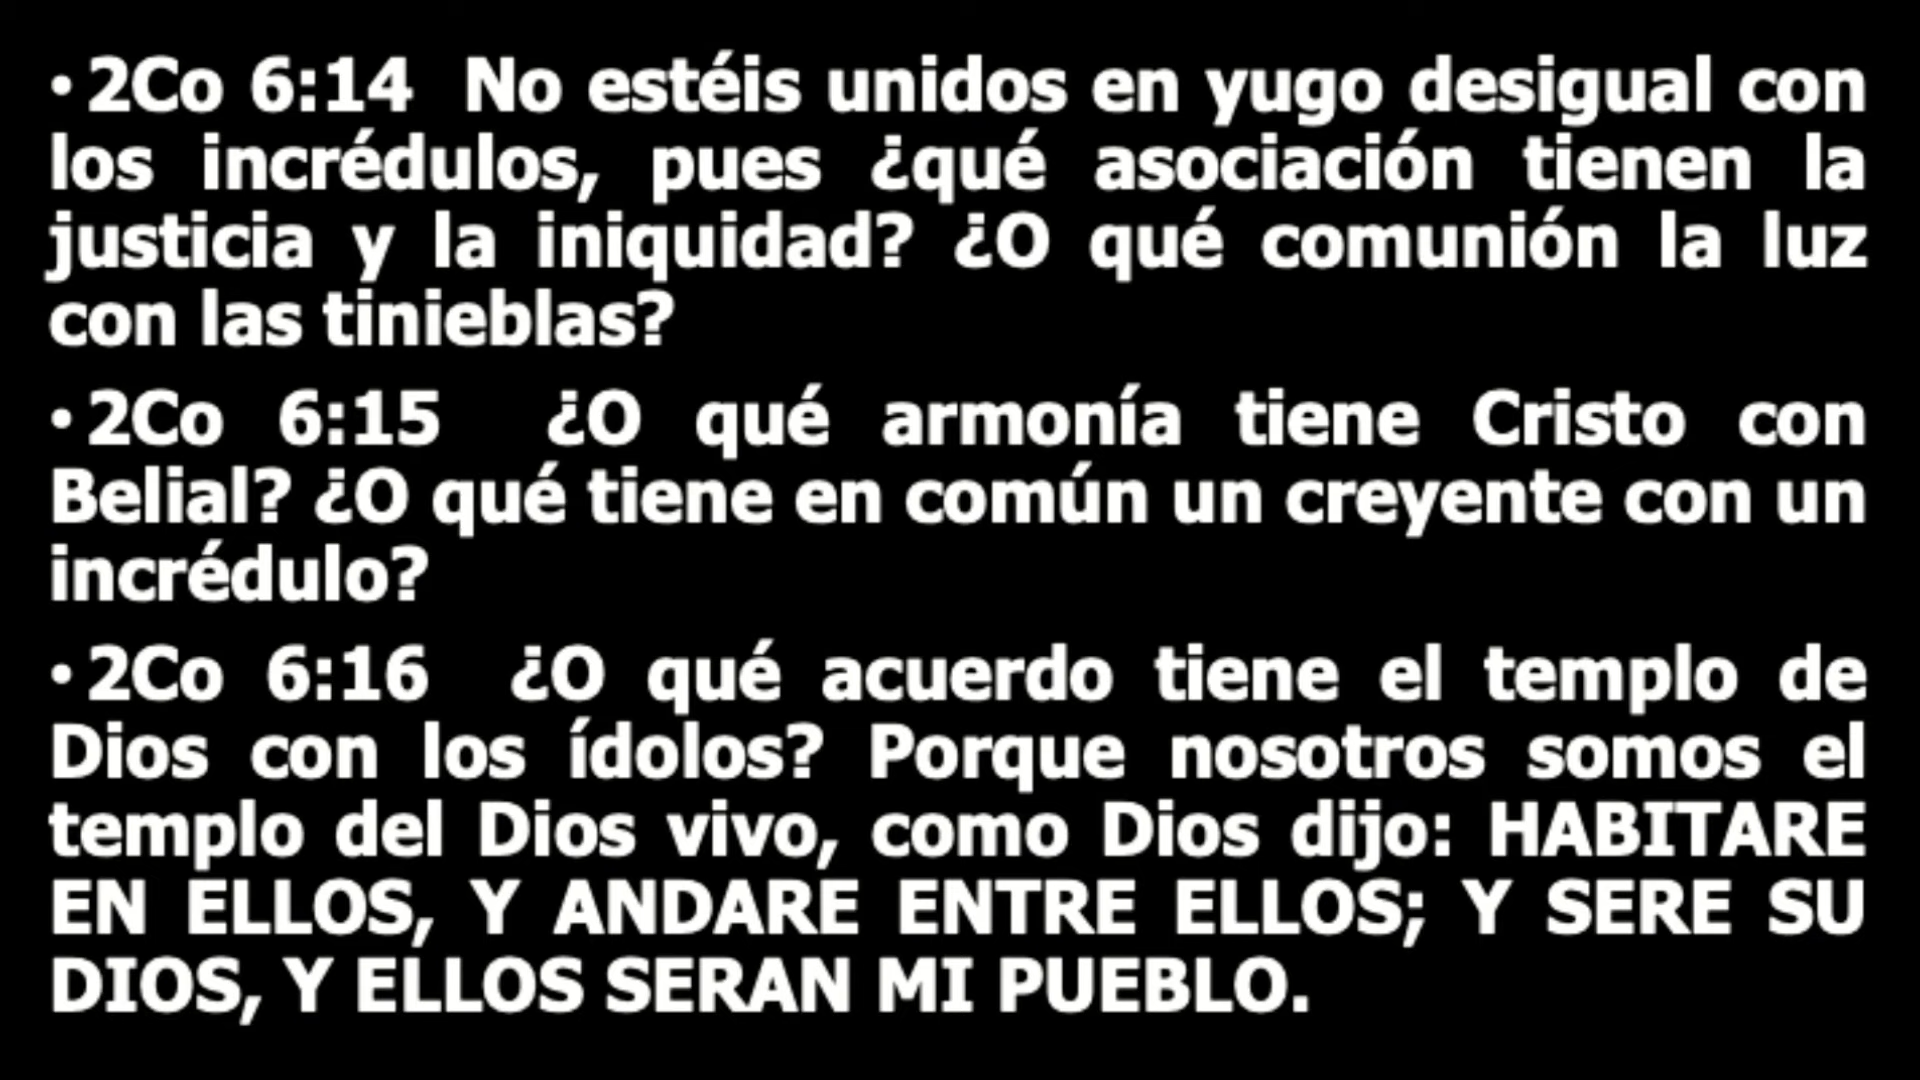 • 2Co 6:14 No estéis unidos en yugo desigual con
los incrédulos, pues ¿qué asociación tienen la
justicia y la iniquidad? ¿O qué comunión la luz
con las tinieblas?
• 2Co 6:15 ¿O qué armonía tiene Cristo con
Belial? ¿O qué tiene en común un creyente con un
incrédulo?
• 2Co 6:16 ¿O qué acuerdo tiene el templo de
Dios con los ídolos? Porque nosotros somos el
templo del Dios vivo, como Dios dijo: HABITARE
EN ELLOS, Y ANDARE ENTRE ELLOS; Y SERE SU
DIOS, Y ELLOS SERAN MI PUEBLO.